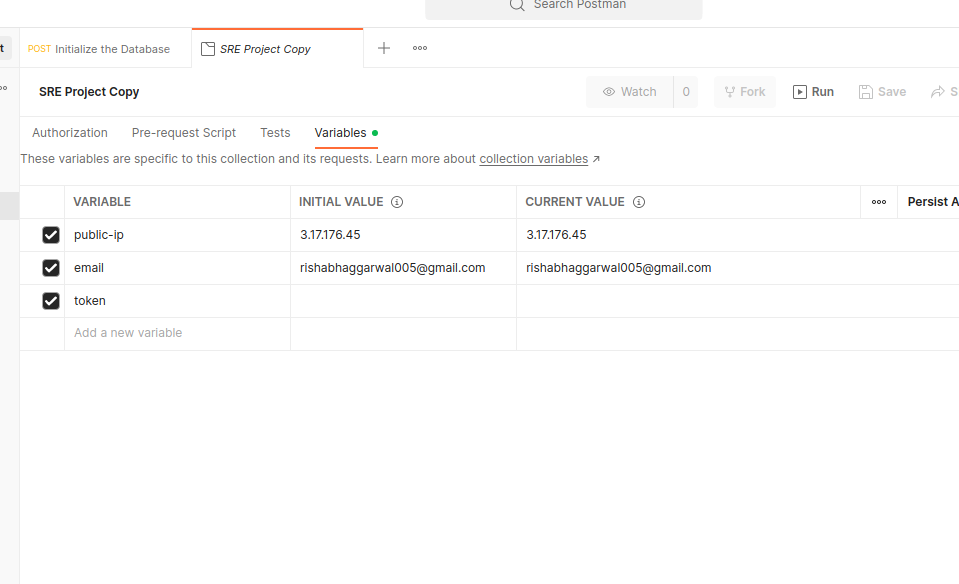 Search Postman
t
POST Initialize the Database
SRE Project Copy
SRE Project Copy
Watch 0
Fork
Run
Save
S
Authorization
Pre-request Script
Tests
Variables
These variables are specific to this collection and its requests. Learn more about collection variables ↗
VARIABLE INITIAL VALUE CURRENT VALUE Persist A
public-ip 3.17.176.45 3.17.176.45
email rishabhaggarwal005@gmail.com rishabhaggarwal005@gmail.com
token
Add a new variable